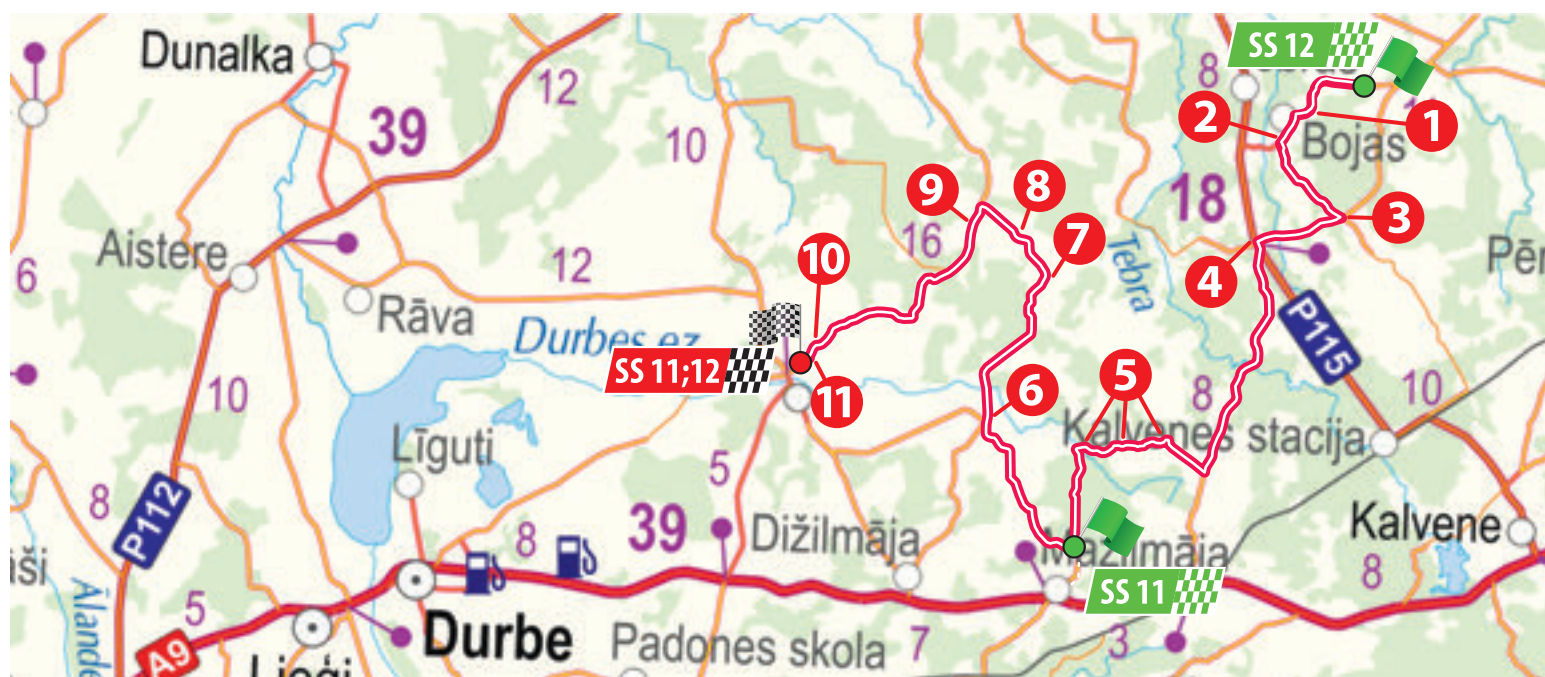 SS 12
Dunalka
8
12
39
2
1
10
Bojas
18
9
8
3
16
7
Aistere
12
10
4
Tebra
6
Rāva
Durbes ez
P115
SS 11;12
5
10
11
6
8
10
Līguti
Kalvenes stacija
5
8
P112
39
8
Dižilmāja
Kalvene
Mazilmāja
8
SS 11
Ālande
5
Durbe
Padones skola
7
3
A9